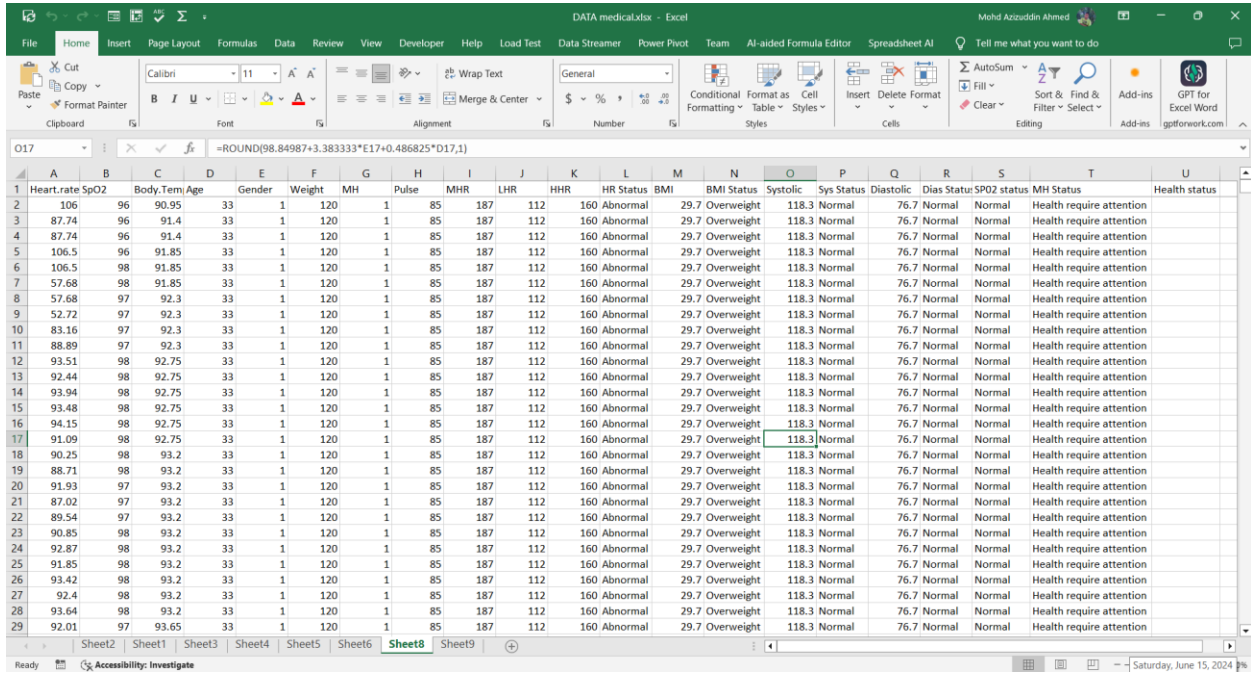 DATA medical.xlsx - Excel
Mohd Azizuddin Ahmed
File Home Insert Page Layout Formulas Data Review View Developer Help Load Test Data Streamer Power Pivot Team AI-aided Formula Editor Spreadsheet AI Tell me what you want to do
Paste
Cut
Copy
Format Painter
Clipboard
Calibri 11
B I U
Font
Wrap Text
Merge & Center
Alignment
General
$ % ,
Number
Conditional Formatting
Format as Table
Cell Styles
Styles
Insert Delete Format
Cells
AutoSum
Fill
Clear
Sort & Filter
Find & Select
Editing
Add-ins
Add-ins
GPT for Excel Word
gptforwork.com
O17 fx =ROUND(98.84987+3.383333*E17+0.486825*D17,1)
A B C D E F G H I J K L M N O P Q R S T U
1 Heart.rate SpO2 Body.Tem Age Gender Weight MH Pulse MHR LHR HHR HR Status BMI BMI Status Systolic Sys Status Diastolic Dias Statu SP02 status MH Status Health status
2 106 96 90.95 33 1 120 1 85 187 112 160 Abnormal 29.7 Overweight 118.3 Normal 76.7 Normal Normal Health require attention
3 87.74 96 91.4 33 1 120 1 85 187 112 160 Abnormal 29.7 Overweight 118.3 Normal 76.7 Normal Normal Health require attention
4 87.74 96 91.4 33 1 120 1 85 187 112 160 Abnormal 29.7 Overweight 118.3 Normal 76.7 Normal Normal Health require attention
5 106.5 96 91.85 33 1 120 1 85 187 112 160 Abnormal 29.7 Overweight 118.3 Normal 76.7 Normal Normal Health require attention
6 106.5 98 91.85 33 1 120 1 85 187 112 160 Abnormal 29.7 Overweight 118.3 Normal 76.7 Normal Normal Health require attention
7 57.68 98 91.85 33 1 120 1 85 187 112 160 Abnormal 29.7 Overweight 118.3 Normal 76.7 Normal Normal Health require attention
8 57.68 97 92.3 33 1 120 1 85 187 112 160 Abnormal 29.7 Overweight 118.3 Normal 76.7 Normal Normal Health require attention
9 52.72 97 92.3 33 1 120 1 85 187 112 160 Abnormal 29.7 Overweight 118.3 Normal 76.7 Normal Normal Health require attention
10 83.16 97 92.3 33 1 120 1 85 187 112 160 Abnormal 29.7 Overweight 118.3 Normal 76.7 Normal Normal Health require attention
11 88.89 97 92.3 33 1 120 1 85 187 112 160 Abnormal 29.7 Overweight 118.3 Normal 76.7 Normal Normal Health require attention
12 93.51 98 92.75 33 1 120 1 85 187 112 160 Abnormal 29.7 Overweight 118.3 Normal 76.7 Normal Normal Health require attention
13 92.44 98 92.75 33 1 120 1 85 187 112 160 Abnormal 29.7 Overweight 118.3 Normal 76.7 Normal Normal Health require attention
14 93.94 98 92.75 33 1 120 1 85 187 112 160 Abnormal 29.7 Overweight 118.3 Normal 76.7 Normal Normal Health require attention
15 93.48 98 92.75 33 1 120 1 85 187 112 160 Abnormal 29.7 Overweight 118.3 Normal 76.7 Normal Normal Health require attention
16 94.15 98 92.75 33 1 120 1 85 187 112 160 Abnormal 29.7 Overweight 118.3 Normal 76.7 Normal Normal Health require attention
17 91.09 98 92.75 33 1 120 1 85 187 112 160 Abnormal 29.7 Overweight 118.3 Normal 76.7 Normal Normal Health require attention
18 90.25 98 93.2 33 1 120 1 85 187 112 160 Abnormal 29.7 Overweight 118.3 Normal 76.7 Normal Normal Health require attention
19 88.71 98 93.2 33 1 120 1 85 187 112 160 Abnormal 29.7 Overweight 118.3 Normal 76.7 Normal Normal Health require attention
20 91.93 97 93.2 33 1 120 1 85 187 112 160 Abnormal 29.7 Overweight 118.3 Normal 76.7 Normal Normal Health require attention
21 87.02 97 93.2 33 1 120 1 85 187 112 160 Abnormal 29.7 Overweight 118.3 Normal 76.7 Normal Normal Health require attention
22 89.54 97 93.2 33 1 120 1 85 187 112 160 Abnormal 29.7 Overweight 118.3 Normal 76.7 Normal Normal Health require attention
23 90.85 98 93.2 33 1 120 1 85 187 112 160 Abnormal 29.7 Overweight 118.3 Normal 76.7 Normal Normal Health require attention
24 92.87 98 93.2 33 1 120 1 85 187 112 160 Abnormal 29.7 Overweight 118.3 Normal 76.7 Normal Normal Health require attention
25 91.85 98 93.2 33 1 120 1 85 187 112 160 Abnormal 29.7 Overweight 118.3 Normal 76.7 Normal Normal Health require attention
26 93.42 98 93.2 33 1 120 1 85 187 112 160 Abnormal 29.7 Overweight 118.3 Normal 76.7 Normal Normal Health require attention
27 92.4 98 93.2 33 1 120 1 85 187 112 160 Abnormal 29.7 Overweight 118.3 Normal 76.7 Normal Normal Health require attention
28 93.64 98 93.2 33 1 120 1 85 187 112 160 Abnormal 29.7 Overweight 118.3 Normal 76.7 Normal Normal Health require attention
29 92.01 97 93.65 33 1 120 1 85 187 112 160 Abnormal 29.7 Overweight 118.3 Normal 76.7 Normal Normal Health require attention
Sheet2 Sheet1 Sheet3 Sheet4 Sheet5 Sheet6 Sheet8 Sheet9
Ready Accessibility: Investigate
Saturday, June 15, 2024